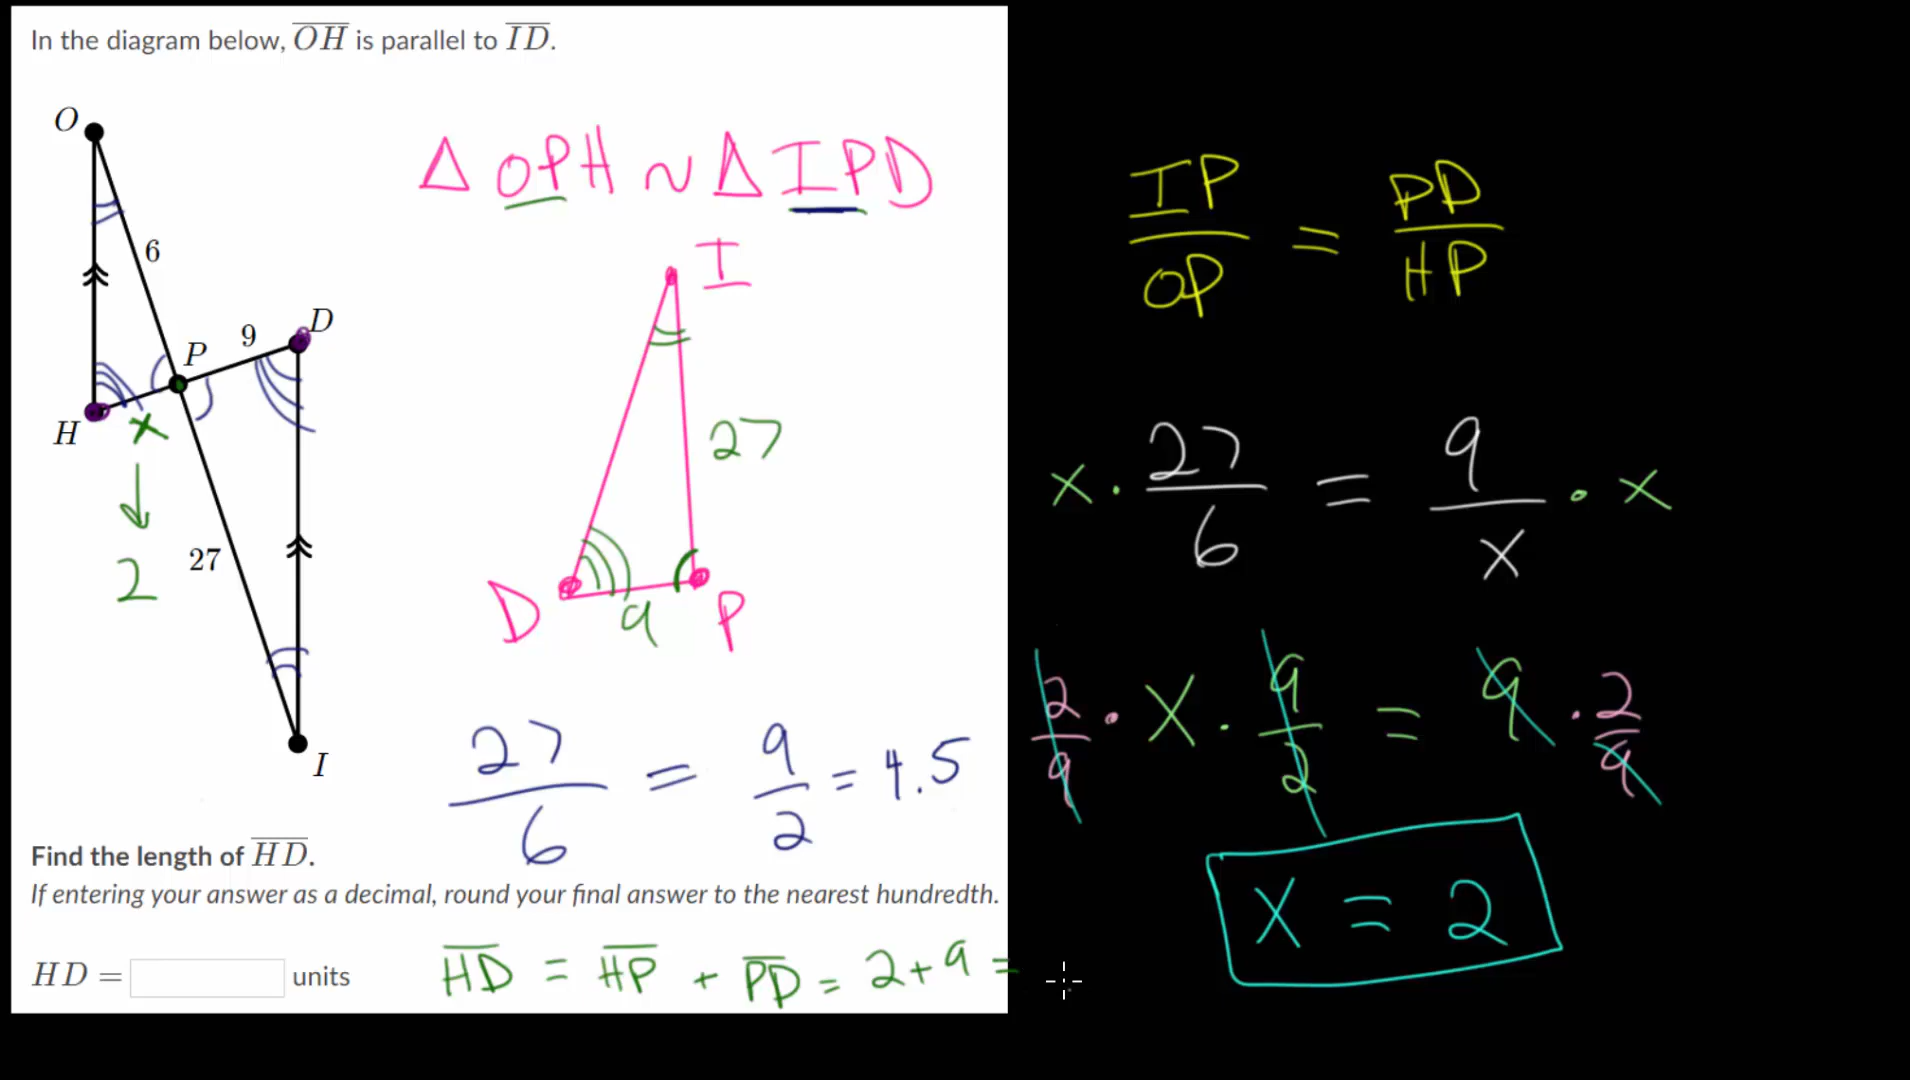 In the diagram below, OH is parallel to ID.
O
6
P
9
D
H
x
2
27
I
△ OPH ~ △ IPD
I
27
D
9
P
27/6 = 9/2 = 4.5
Find the length of HD.
If entering your answer as a decimal, round your final answer to the nearest hundredth.
HD = units
HD = HP + PD = 2+9 =
IP/OP = PD/HP
x · 27/6 = 9/x · x
2/9 · x · 9/2 = 9 · 2/9
x = 2